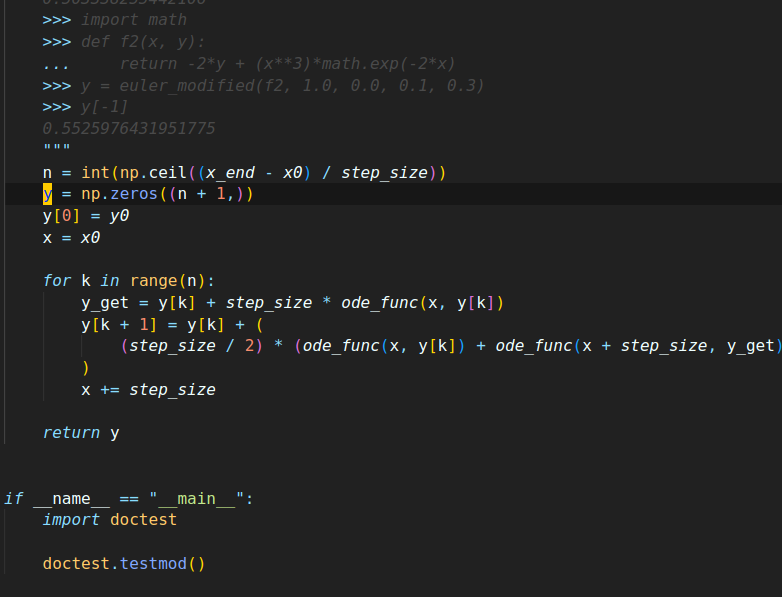 0.5035582
>>> import math
>>> def f2(x, y):
...     return -2*y + (x**3)*math.exp(-2*x)
>>> y = euler_modified(f2, 1.0, 0.0, 0.1, 0.3)
>>> y[-1]
0.5525976431951775
"""
n = int(np.ceil((x_end - x0) / step_size))
y = np.zeros((n + 1,))
y[0] = y0
x = x0
for k in range(n):
y_get = y[k] + step_size * ode_func(x, y[k])
y[k + 1] = y[k] + (
(step_size / 2) * (ode_func(x, y[k]) + ode_func(x + step_size, y_get)
)
x += step_size
return y
if __name__ == "__main__":
import doctest
doctest.testmod()